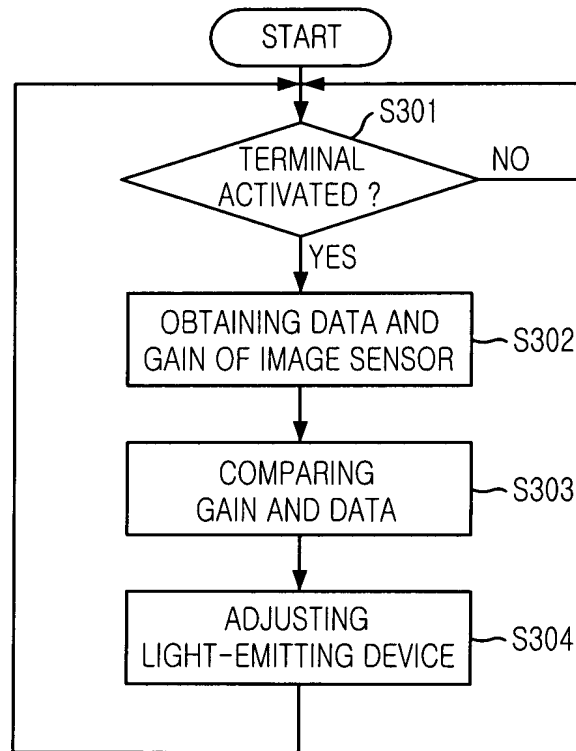 START
S301
TERMINAL
ACTIVATED ?
NO
YES
OBTAINING DATA AND
GAIN OF IMAGE SENSOR
S302
COMPARING
GAIN AND DATA
S303
ADJUSTING
LIGHT-EMITTING DEVICE
S304